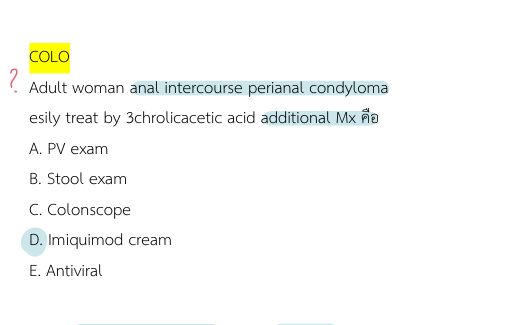 COLO
? Adult woman anal intercourse perianal condyloma
esily treat by 3chrolicacetic acid additional Mx คือ
A. PV exam
B. Stool exam
C. Colonscope
D. Imiquimod cream
E. Antiviral